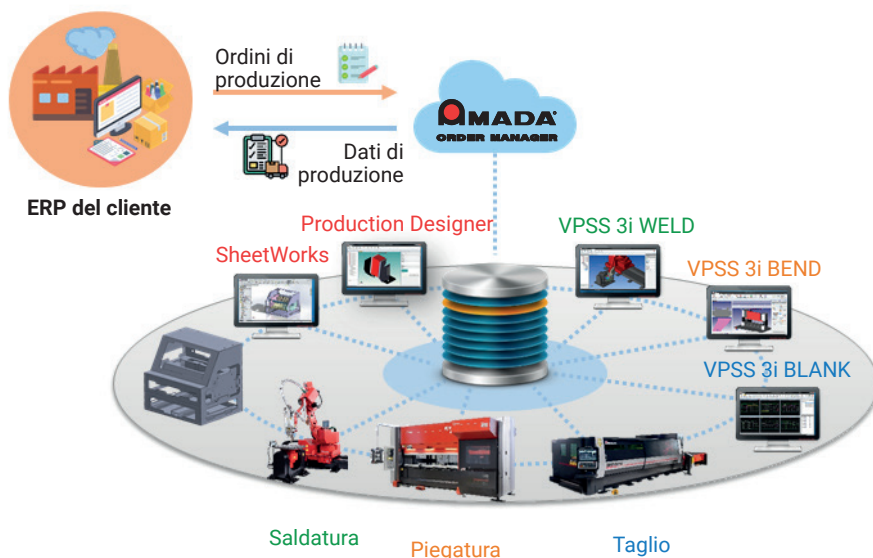 Ordini di
produzione
AMADA®
ORDER MANAGER
Dati di
produzione
ERP del cliente
Production Designer
VPSS 3i WELD
SheetWorks
VPSS 3i BEND
VPSS 3i BLANK
Saldatura
Piegatura
Taglio